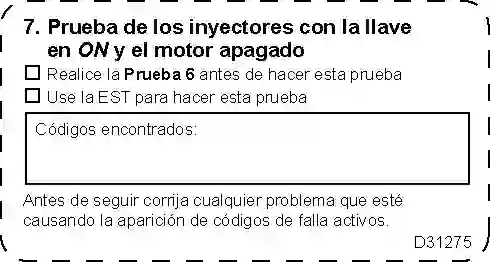 7. Prueba de los inyectores con la llave
en ON y el motor apagado
Realice la Prueba 6 antes de hacer esta prueba
Use la EST para hacer esta prueba
Códigos encontrados:
Antes de seguir corrija cualquier problema que esté
causando la aparición de códigos de falla activos.
D31275